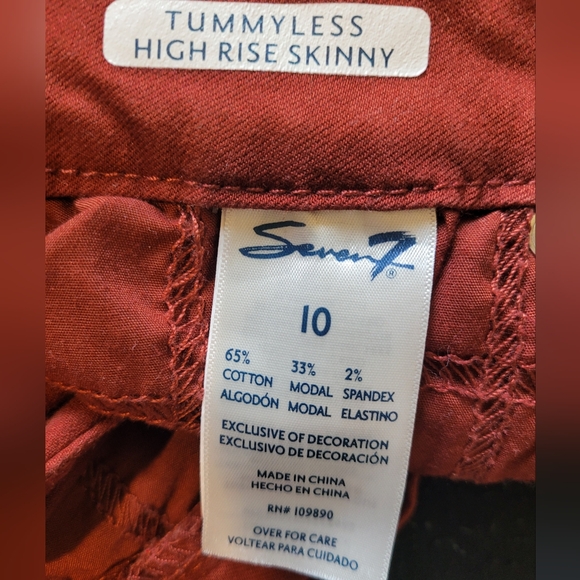 TUMMYLESS
HIGH RISE SKINNY
Seven7®
10
65% 33% 2%
COTTON MODAL SPANDEX
ALGODÓN MODAL ELASTINO
EXCLUSIVE OF DECORATION
EXCLUSIVO DE DECORACIÓN
MADE IN CHINA
HECHO EN CHINA
RN# 109890
OVER FOR CARE
VOLTEAR PARA CUIDADO